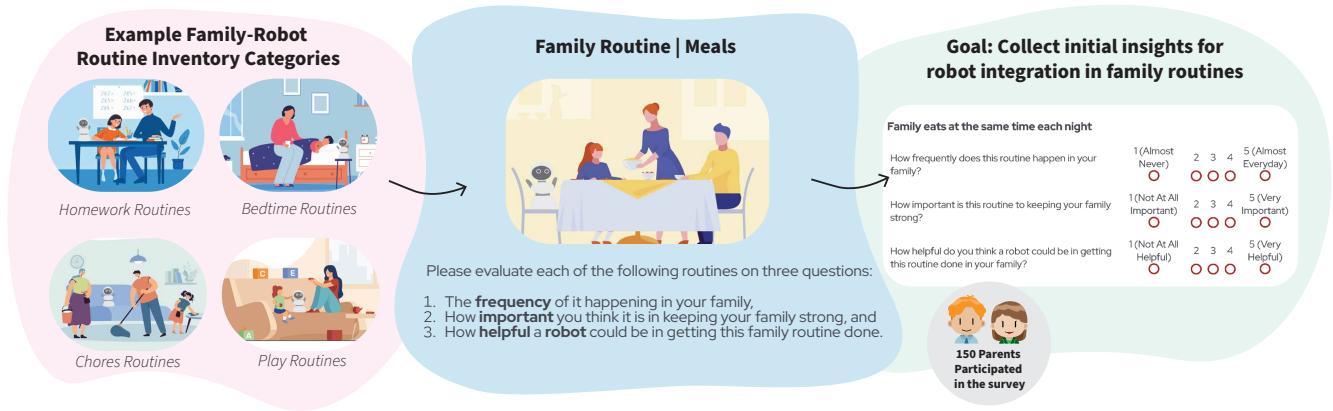 Example Family-Robot
Routine Inventory Categories
Homework Routines
Bedtime Routines
C E
A
Chores Routines
Play Routines
Family Routine | Meals
Please evaluate each of the following routines on three questions:
1. The frequency of it happening in your family,
2. How important you think it is in keeping your family strong, and
3. How helpful a robot could be in getting this family routine done.
Goal: Collect initial insights for
robot integration in family routines
Family eats at the same time each night
How frequently does this routine happen in your
family?
1 (Almost
Never)
2 3 4
5 (Almost
Everyday)
How important is this routine to keeping your family
strong?
1 (Not At All
Important)
2 3 4
5 (Very
Important)
How helpful do you think a robot could be in getting
this routine done in your family?
1 (Not At All
Helpful)
2 3 4
5 (Very
Helpful)
150 Parents
Participated
in the survey